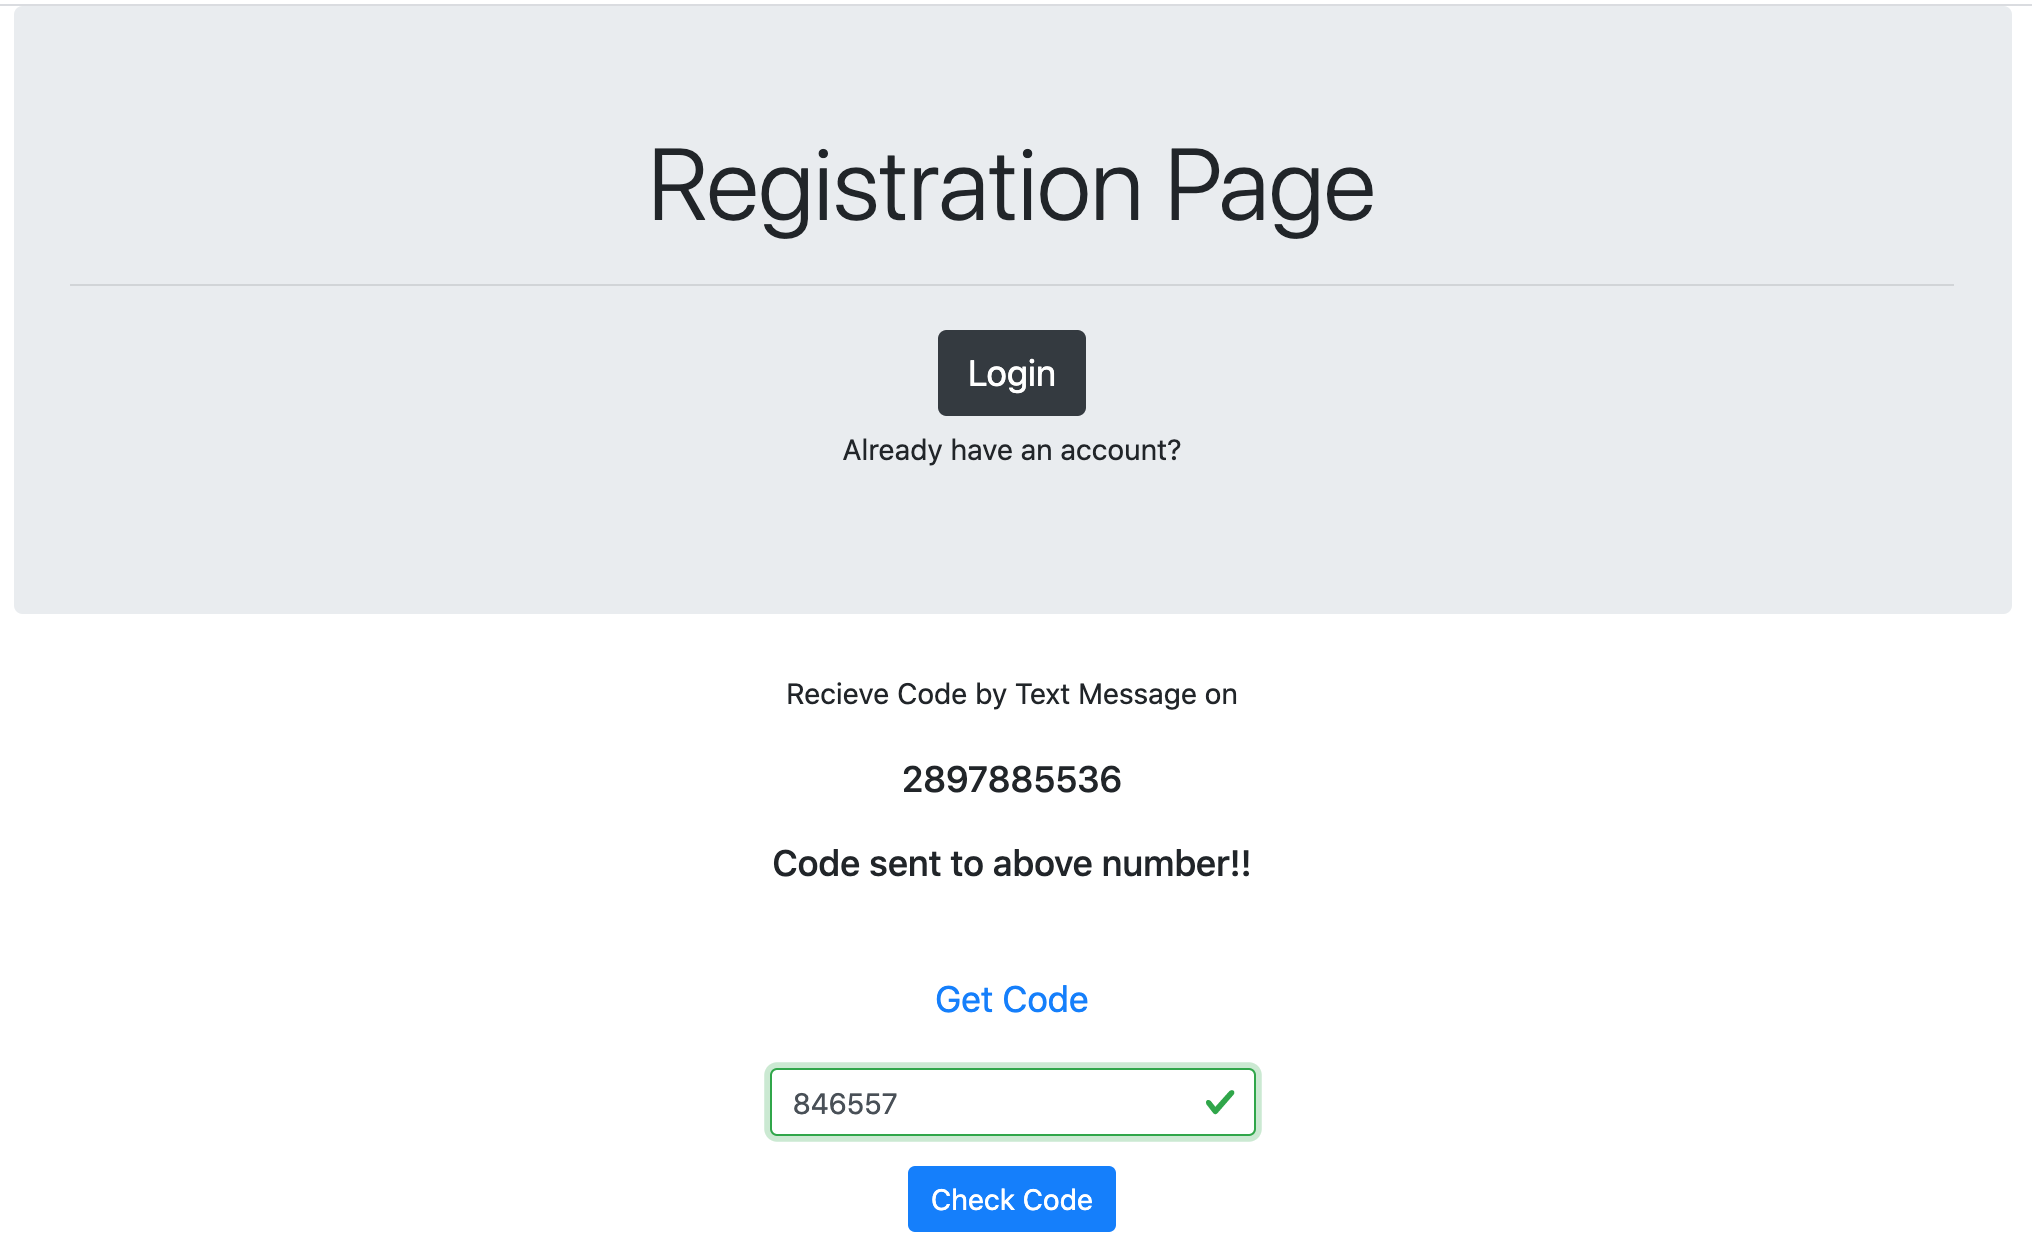 Registration Page
Login
Already have an account?
Recieve Code by Text Message on
2897885536
Code sent to above number!!
Get Code
846557
Check Code